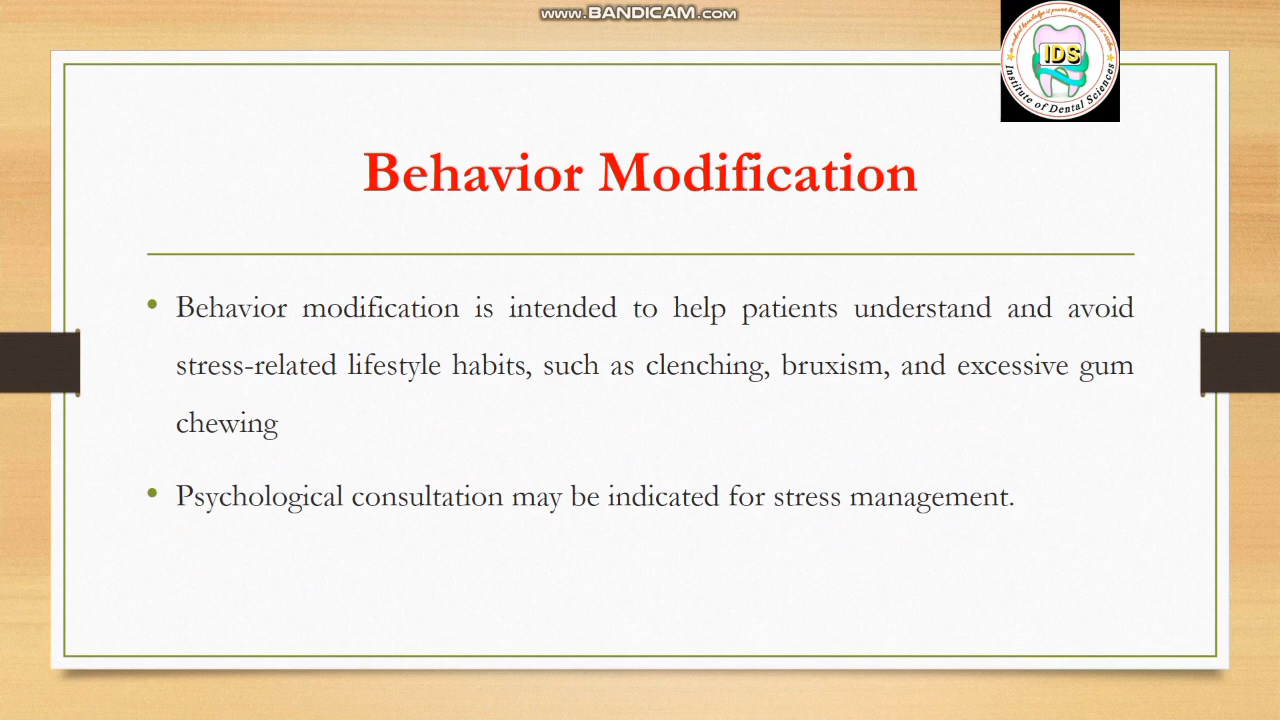 www.BANDICAM.com
IDS
Institute of Dental Sciences
Behavior Modification
• Behavior modification is intended to help patients understand and avoid
stress-related lifestyle habits, such as clenching, bruxism, and excessive gum
chewing
• Psychological consultation may be indicated for stress management.